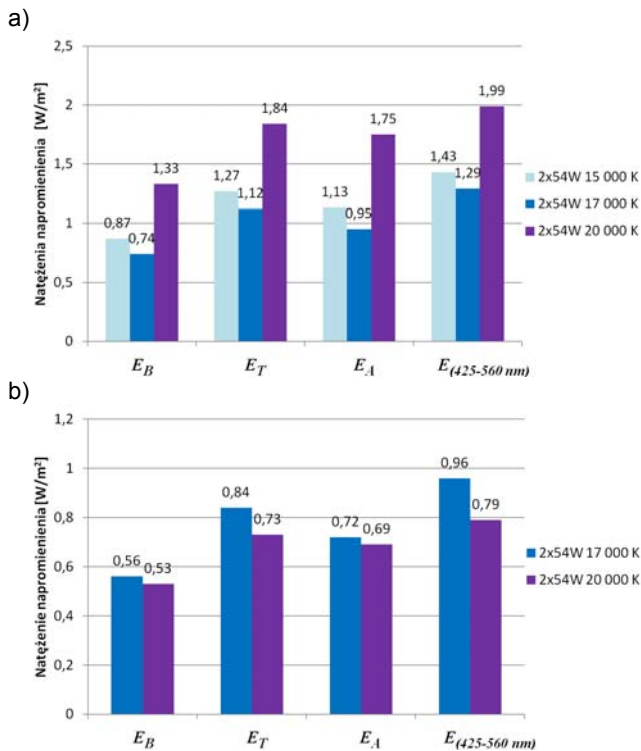 a)
Natężenia napromienienia [W/m²]
2,5
2
1,5
1
0,5
0
0,87
0,74
1,33
1,27
1,12
1,84
1,13
0,95
1,75
1,43
1,29
1,99
E_B
E_T
E_A
E_(425-560 nm)
2x54W 15 000 K
2x54W 17 000 K
2x54W 20 000 K
b)
Natężenie napromienienia [W/m²]
1,2
1
0,8
0,6
0,4
0,2
0
0,56
0,53
0,84
0,73
0,72
0,69
0,96
0,79
E_B
E_T
E_A
E_(425-560 nm)
2x54W 17 000 K
2x54W 20 000 K